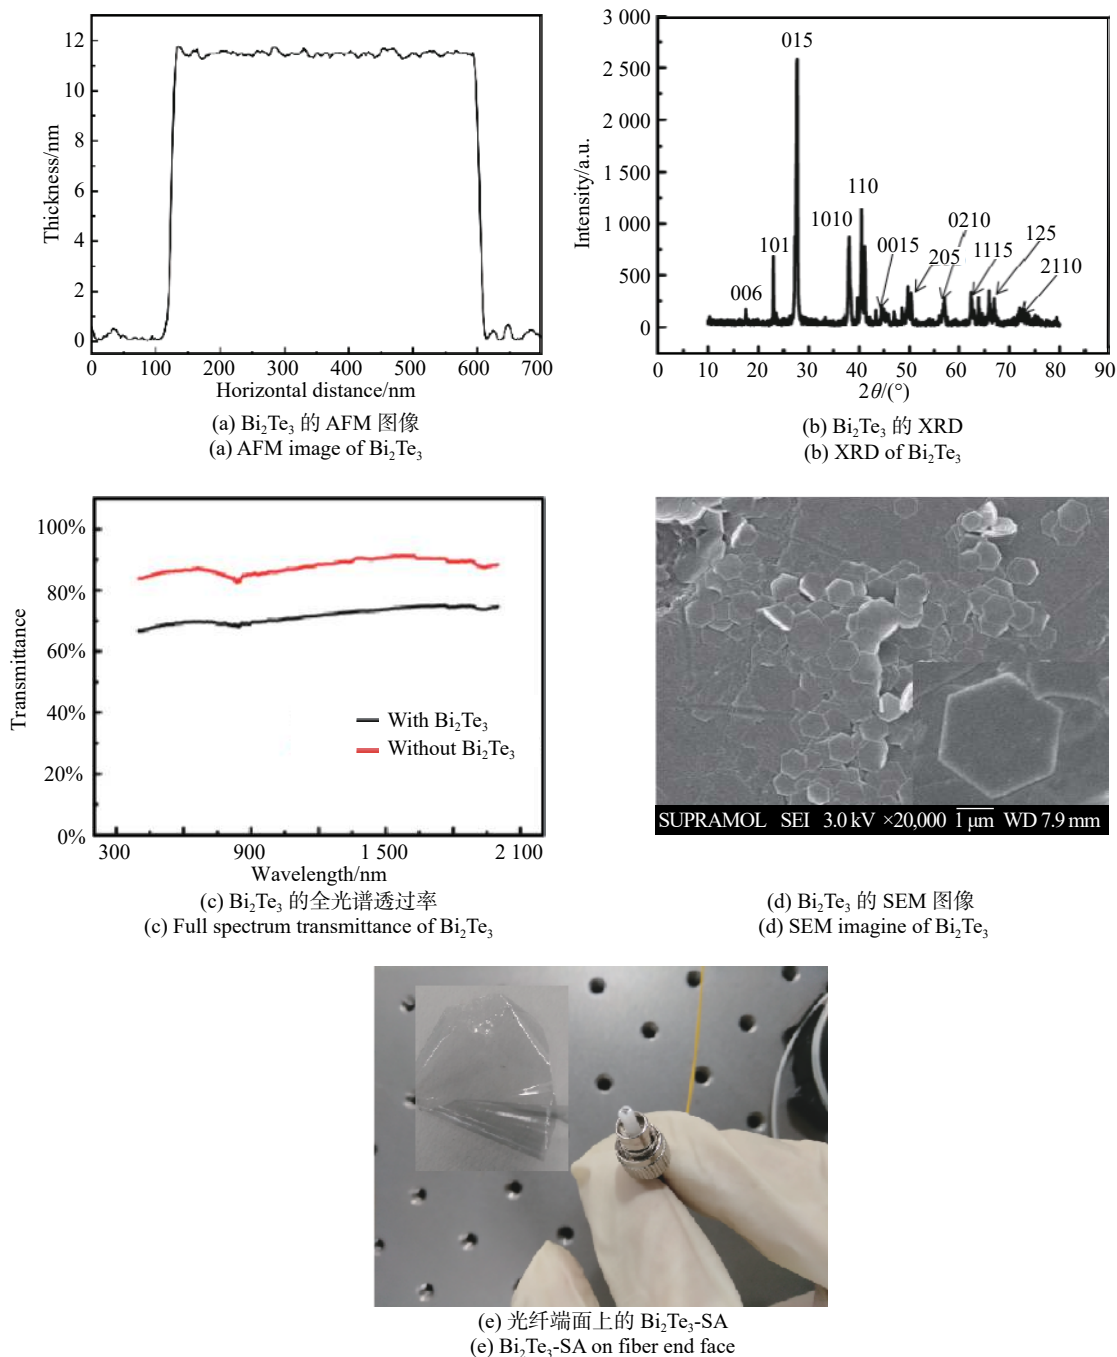 12
10
8
6
4
2
0
Thickness/nm
0 100 200 300 400 500 600 700
Horizontal distance/nm
(a) Bi₂Te₃ 的 AFM 图像
(a) AFM image of Bi₂Te₃
3 000
2 500
2 000
1 500
1 000
500
0
Intensity/a.u.
006
101
015
1010
110
0015
205
0210
1115
125
2110
0 10 20 30 40 50 60 70 80 90
2θ/(°)
(b) Bi₂Te₃ 的 XRD
(b) XRD of Bi₂Te₃
100%
80%
60%
40%
20%
0%
Transmittance
With Bi₂Te₃
Without Bi₂Te₃
300 900 1 500 2 100
Wavelength/nm
(c) Bi₂Te₃ 的全光谱透过率
(c) Full spectrum transmittance of Bi₂Te₃
SUPRAMOL SEI 3.0 kV ×20,000 1 μm WD 7.9 mm
(d) Bi₂Te₃ 的 SEM 图像
(d) SEM imagine of Bi₂Te₃
(e) 光纤端面上的 Bi₂Te₃-SA
(e) Bi₂Te₃-SA on fiber end face